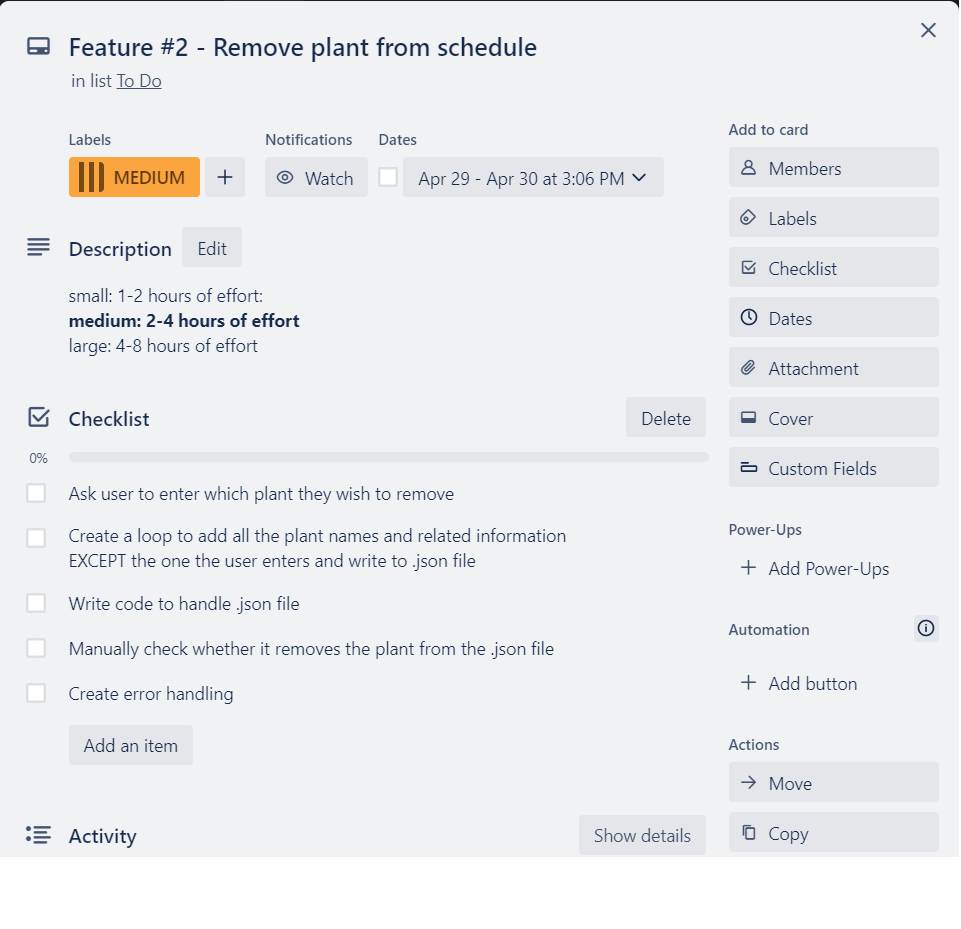 Feature #2 - Remove plant from schedule
in list To Do
Labels
Notifications
Dates
MEDIUM
Watch
Apr 29 - Apr 30 at 3:06 PM
Description
Edit
small: 1-2 hours of effort:
medium: 2-4 hours of effort
large: 4-8 hours of effort
Checklist
Delete
0%
Ask user to enter which plant they wish to remove
Create a loop to add all the plant names and related information
EXCEPT the one the user enters and write to .json file
Write code to handle .json file
Manually check whether it removes the plant from the .json file
Create error handling
Add an item
Activity
Show details
Add to card
Members
Labels
Checklist
Dates
Attachment
Cover
Custom Fields
Power-Ups
Add Power-Ups
Automation
Add button
Actions
Move
Copy